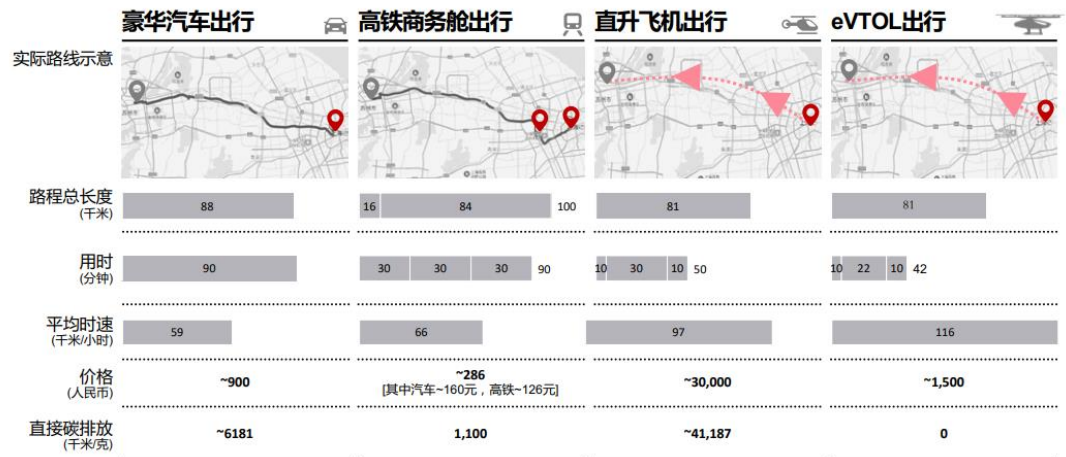 豪华汽车出行 高铁商务舱出行 直升飞机出行 eVTOL出行
实际路线示意
路程总长度
(千米)
88 16 84 100 81 81
用时
(分钟)
90 30 30 30 90 10 30 10 50 10 22 10 42
平均时速
(千米/小时)
59 66 97 116
价格
(人民币)
~900 ~286 ~30,000 ~1,500
[其中汽车~160元，高铁~126元]
直接碳排放
(千米/克)
~6181 1,100 ~41,187 0